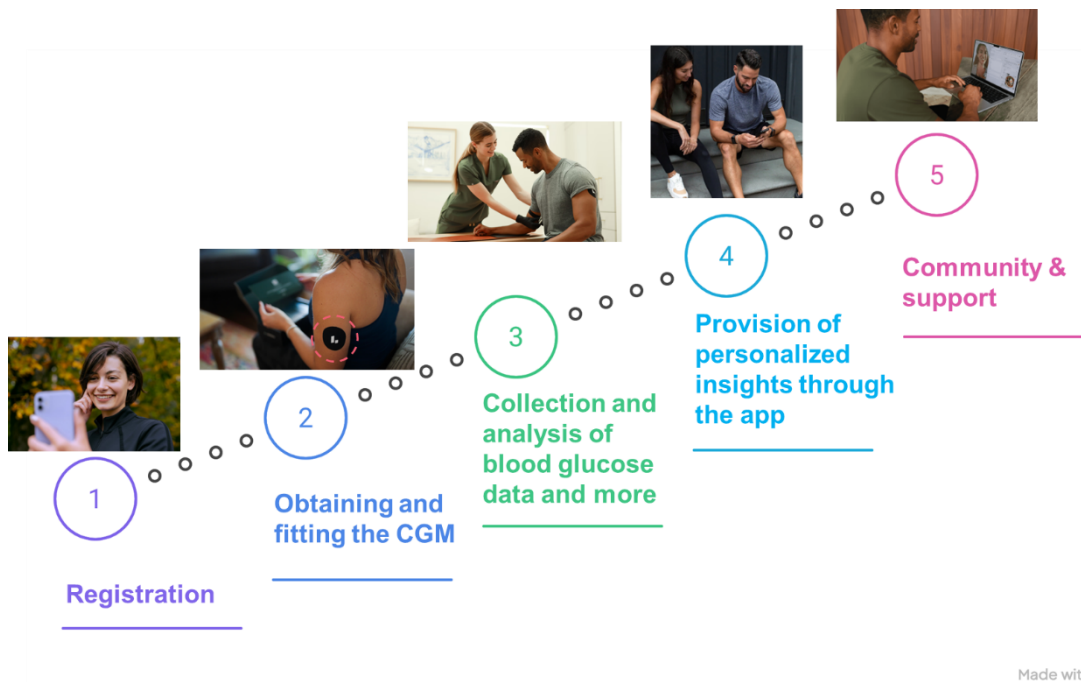 1
Registration
2
Obtaining and
fitting the CGM
3
Collection and
analysis of
blood glucose
data and more
4
Provision of
personalized
insights through
the app
5
Community &
support
Made wit